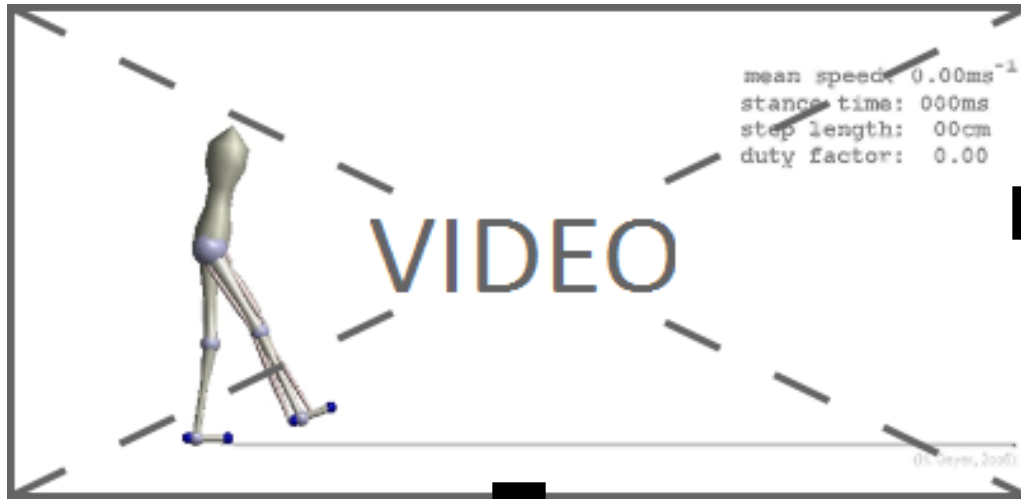 mean speed: 0.00ms⁻¹
stance time: 000ms
step length: 00cm
duty factor: 0.00
VIDEO